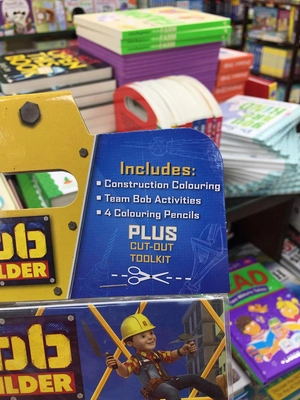 Includes:
Construction Colouring
Team Bob Activities
4 Colouring Pencils
PLUS
CUT-OUT
TOOLKIT
ob
ILDER
ob
ILDER